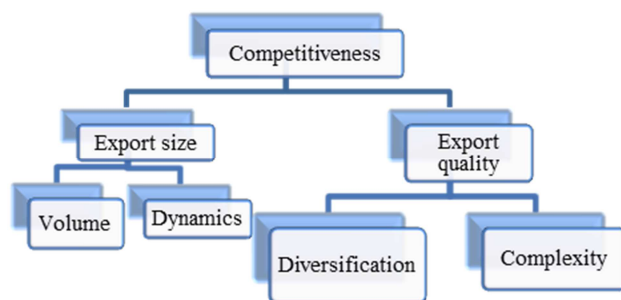 Competitiveness
Export size
Export
quality
Volume
Dynamics
Diversification
Complexity